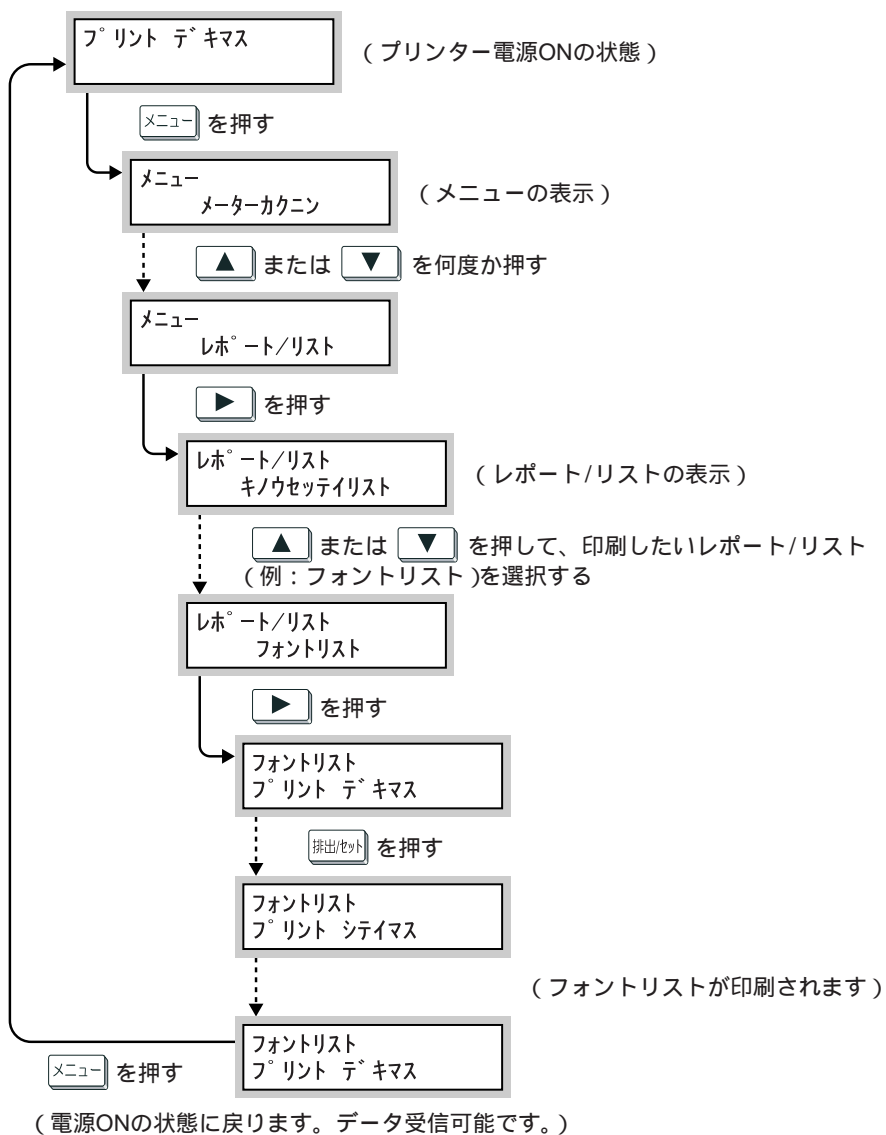 プリント デキマス
（プリンター電源ONの状態）
メニュー を押す
メニュー
メーターカクニン
（メニューの表示）
▲ または ▼ を何度か押す
メニュー
レポート/リスト
▶ を押す
レポート/リスト
キノウセッテイリスト
（レポート/リストの表示）
▲ または ▼ を押して、印刷したいレポート/リスト
（例：フォントリスト）を選択する
レポート/リスト
フォントリスト
▶ を押す
フォントリスト
プリント デキマス
排出/セット を押す
フォントリスト
プリント シテイマス
（フォントリストが印刷されます）
フォントリスト
プリント デキマス
メニュー を押す
（電源ONの状態に戻ります。データ受信可能です。）